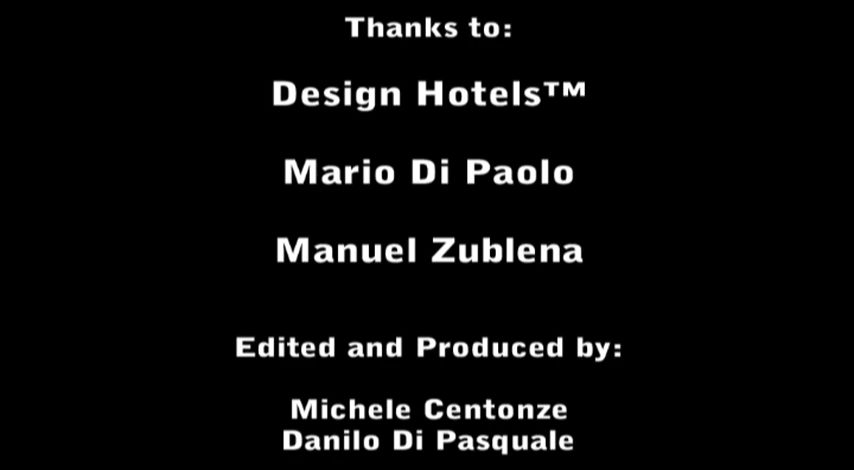 Thanks to:
Design Hotels™
Mario Di Paolo
Manuel Zublena
Edited and Produced by:
Michele Centonze
Danilo Di Pasquale